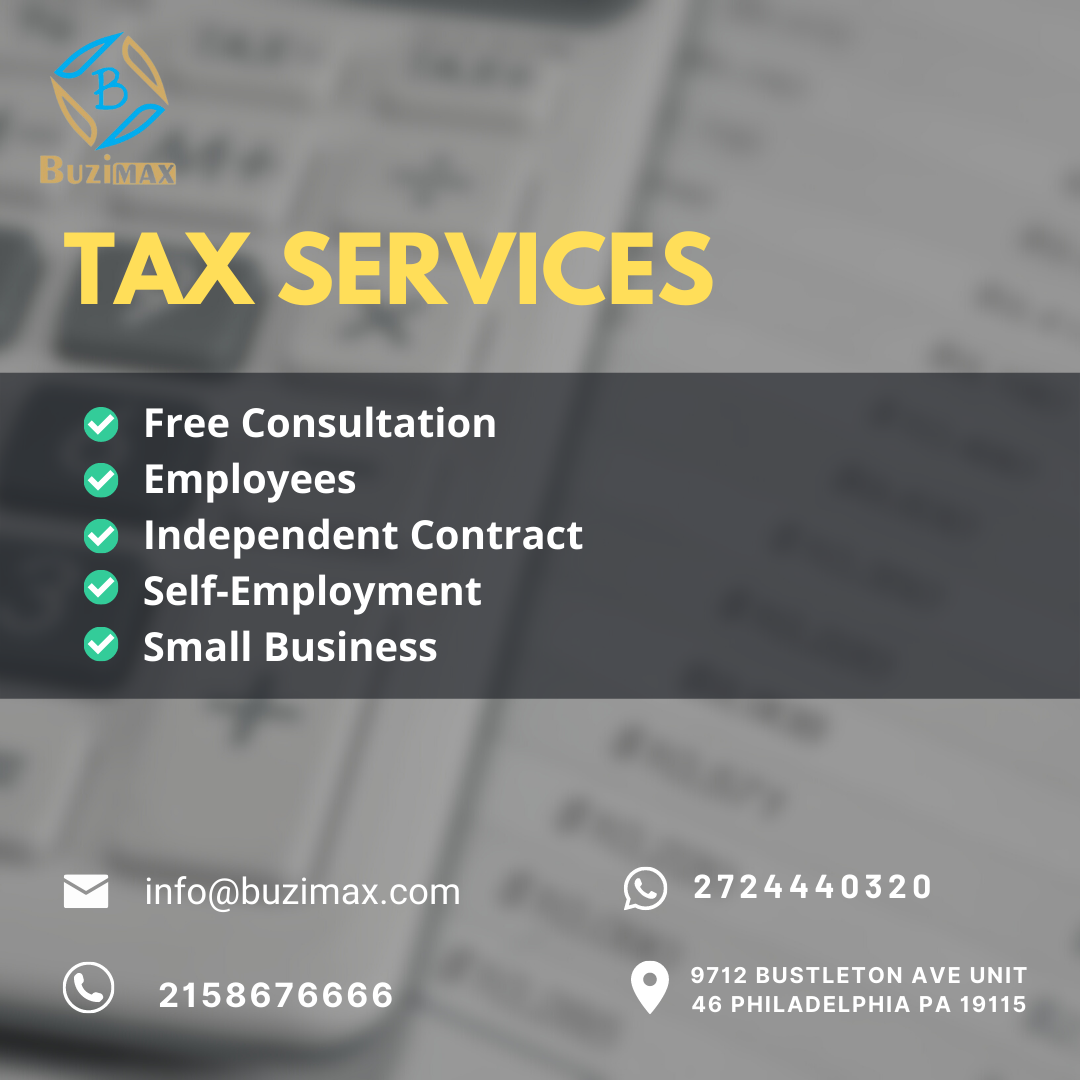 B
BuziMAX
TAX SERVICES
Free Consultation
Employees
Independent Contract
Self-Employment
Small Business
info@buzimax.com
2724440320
2158676666
9712 BUSTLETON AVE UNIT
46 PHILADELPHIA PA 19115